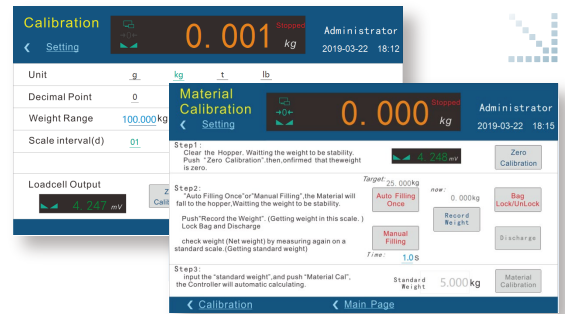 Calibration
0.001
Stopped
kg
Administrator
Setting
2019-03-22 18:12
Unit g kg t lb
Decimal Point 0
Weight Range 100.000 kg
Scale interval(d) 01
Loadcell Output
4.247 mV
Material
Calibration
→0←
0.000
Stopped
kg
Administrator
Setting
2019-03-22 18:15
Step1:
Clear the Hopper. Waitting the weight to be stability.
Push "Zero Calibration".then,onfirmed that theweight
is zero.
4.248 mV
Zero
Calibration
Step2:
"Auto Filling Once"or"Manual Filling",the Material will
fall to the hopper,Waitting the weight to be stability.
Push"Record the Weight". (Getting weight in this scale. )
Lock Bag and Discharge
check weight (Net weight) by measuring again on a
standard scale.(Getting standard weight)
Target: 25.000kg
Auto Filling
Once
now:
0.000kg
Record
Weight
Bag
Lock/UnLock
Manual
Filling
Discharge
Time: 1.0s
Step3:
input the "standard weight",and push "Material Cal",
the Controller will automatic calculating.
Standard
Weight
5.000 kg
Material
Calibration
Calibration
Main Page